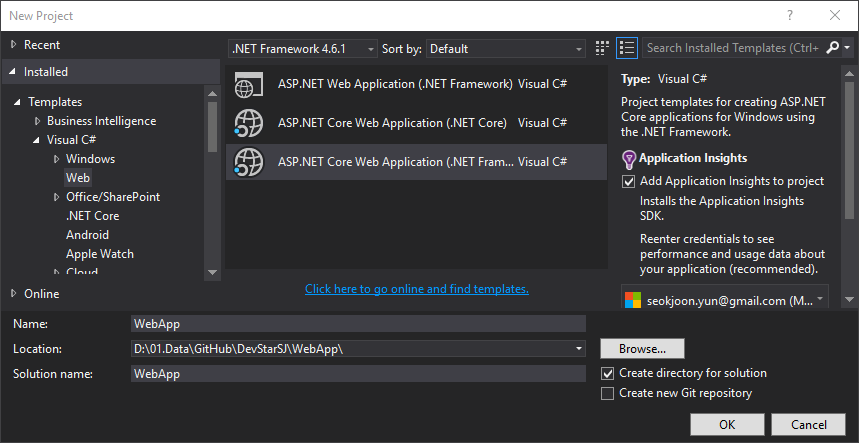 New Project
? ×
Recent
.NET Framework 4.6.1
Sort by: Default
Search Installed Templates (Ctrl+
Installed
Templates
Business Intelligence
Visual C#
Windows
Web
Office/SharePoint
.NET Core
Android
Apple Watch
Cloud
Online
ASP.NET Web Application (.NET Framework) Visual C#
ASP.NET Core Web Application (.NET Core) Visual C#
ASP.NET Core Web Application (.NET Fram... Visual C#
Click here to go online and find templates.
Type: Visual C#
Project templates for creating ASP.NET
Core applications for Windows using
the .NET Framework.
Application Insights
Add Application Insights to project
Installs the Application Insights
SDK.
Reenter credentials to see
performance and usage data about
your application (recommended).
seokjoon.yun@gmail.com (M...
Name: WebApp
Location: D:\01.Data\GitHub\DevStarSJ\WebApp\
Browse...
Solution name: WebApp
Create directory for solution
Create new Git repository
OK
Cancel